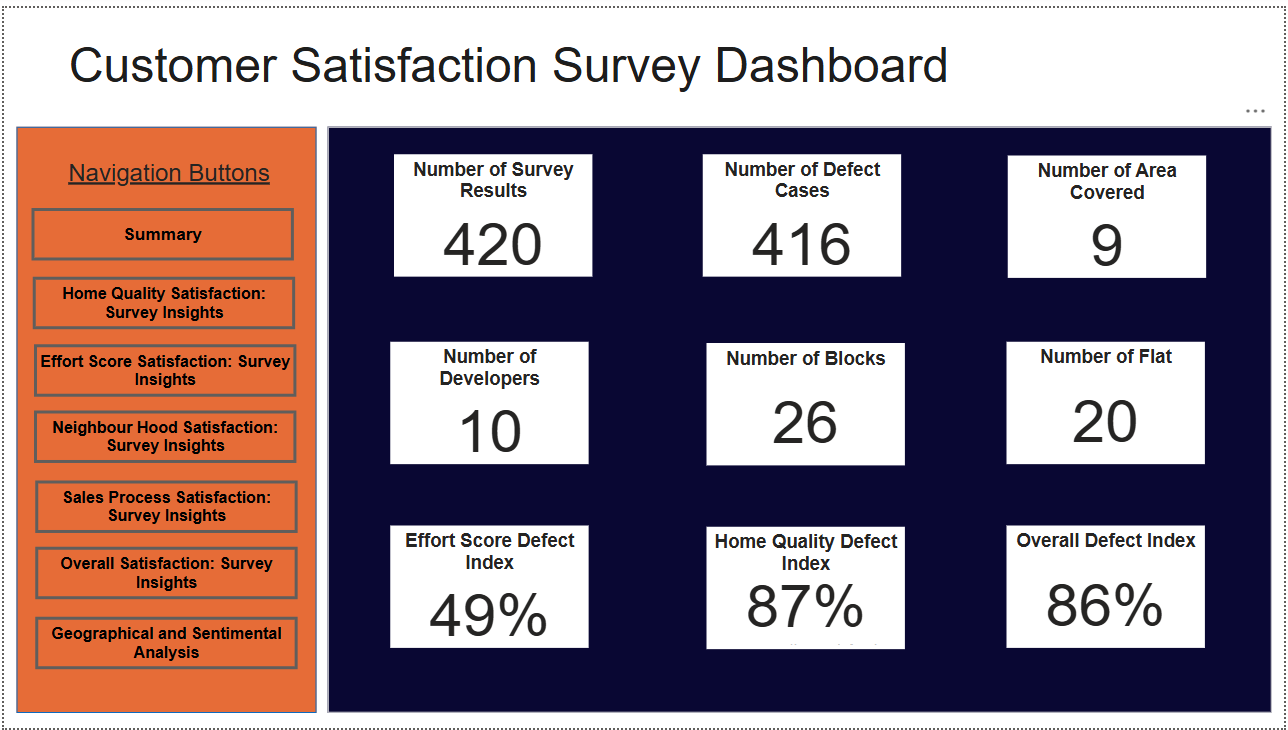 Customer Satisfaction Survey Dashboard
...
Navigation Buttons
Summary
Home Quality Satisfaction:
Survey Insights
Effort Score Satisfaction: Survey
Insights
Neighbour Hood Satisfaction:
Survey Insights
Sales Process Satisfaction:
Survey Insights
Overall Satisfaction: Survey
Insights
Geographical and Sentimental
Analysis
Number of Survey
Results
420
Number of Defect
Cases
416
Number of Area
Covered
9
Number of
Developers
10
Number of Blocks
26
Number of Flat
20
Effort Score Defect
Index
49%
Home Quality Defect
Index
87%
Overall Defect Index
86%